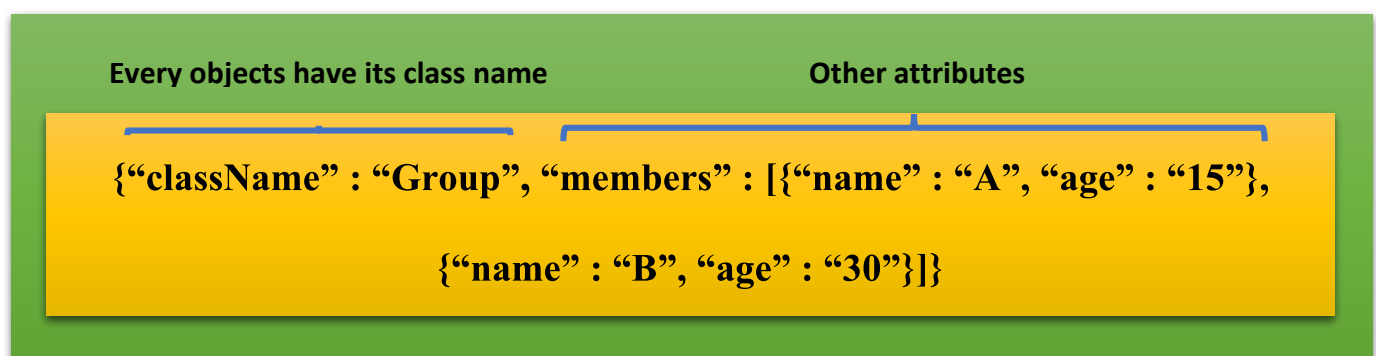 Every objects have its class name
Other attributes
{“className” : “Group”, “members” : [{“name” : “A”, “age” : “15”},
{“name” : “B”, “age” : “30”}]}